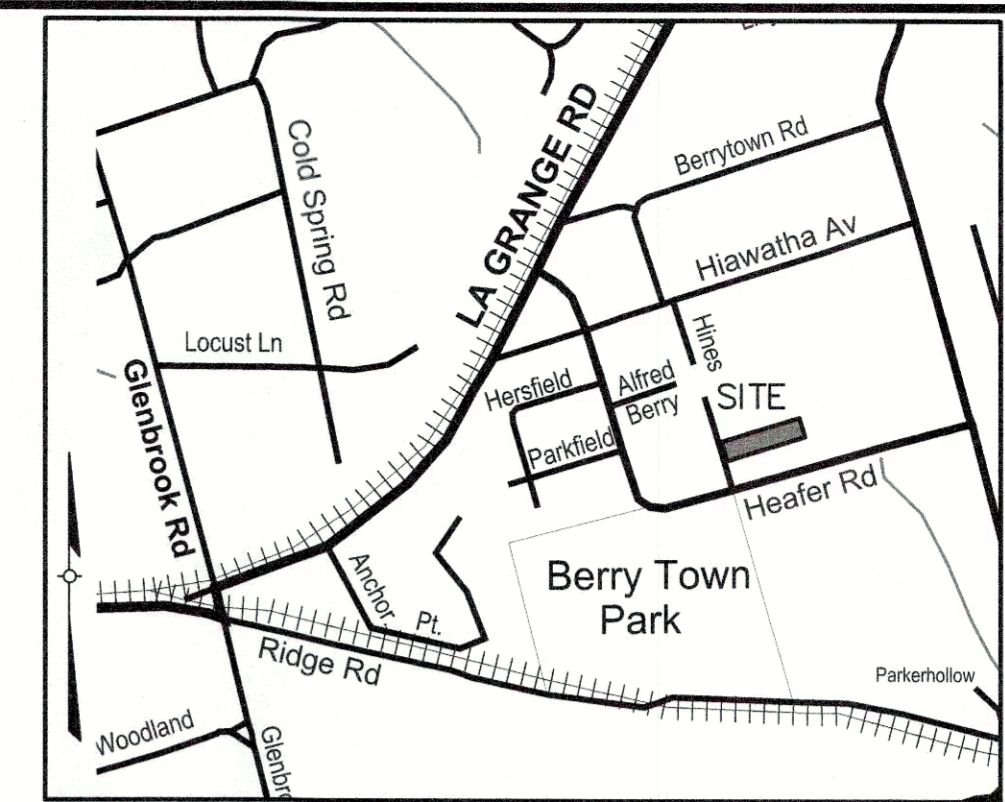 Cold Spring Rd
LA GRANGE RD
Berrytown Rd
Hiawatha Av
Locust Ln
Hines
Glenbrook Rd
Hersfield
Alfred
Berry
SITE
Parkfield
Heafer Rd
Anchor
Pt.
Berry Town
Park
Ridge Rd
Parkerhollow
Woodland
Glenbr